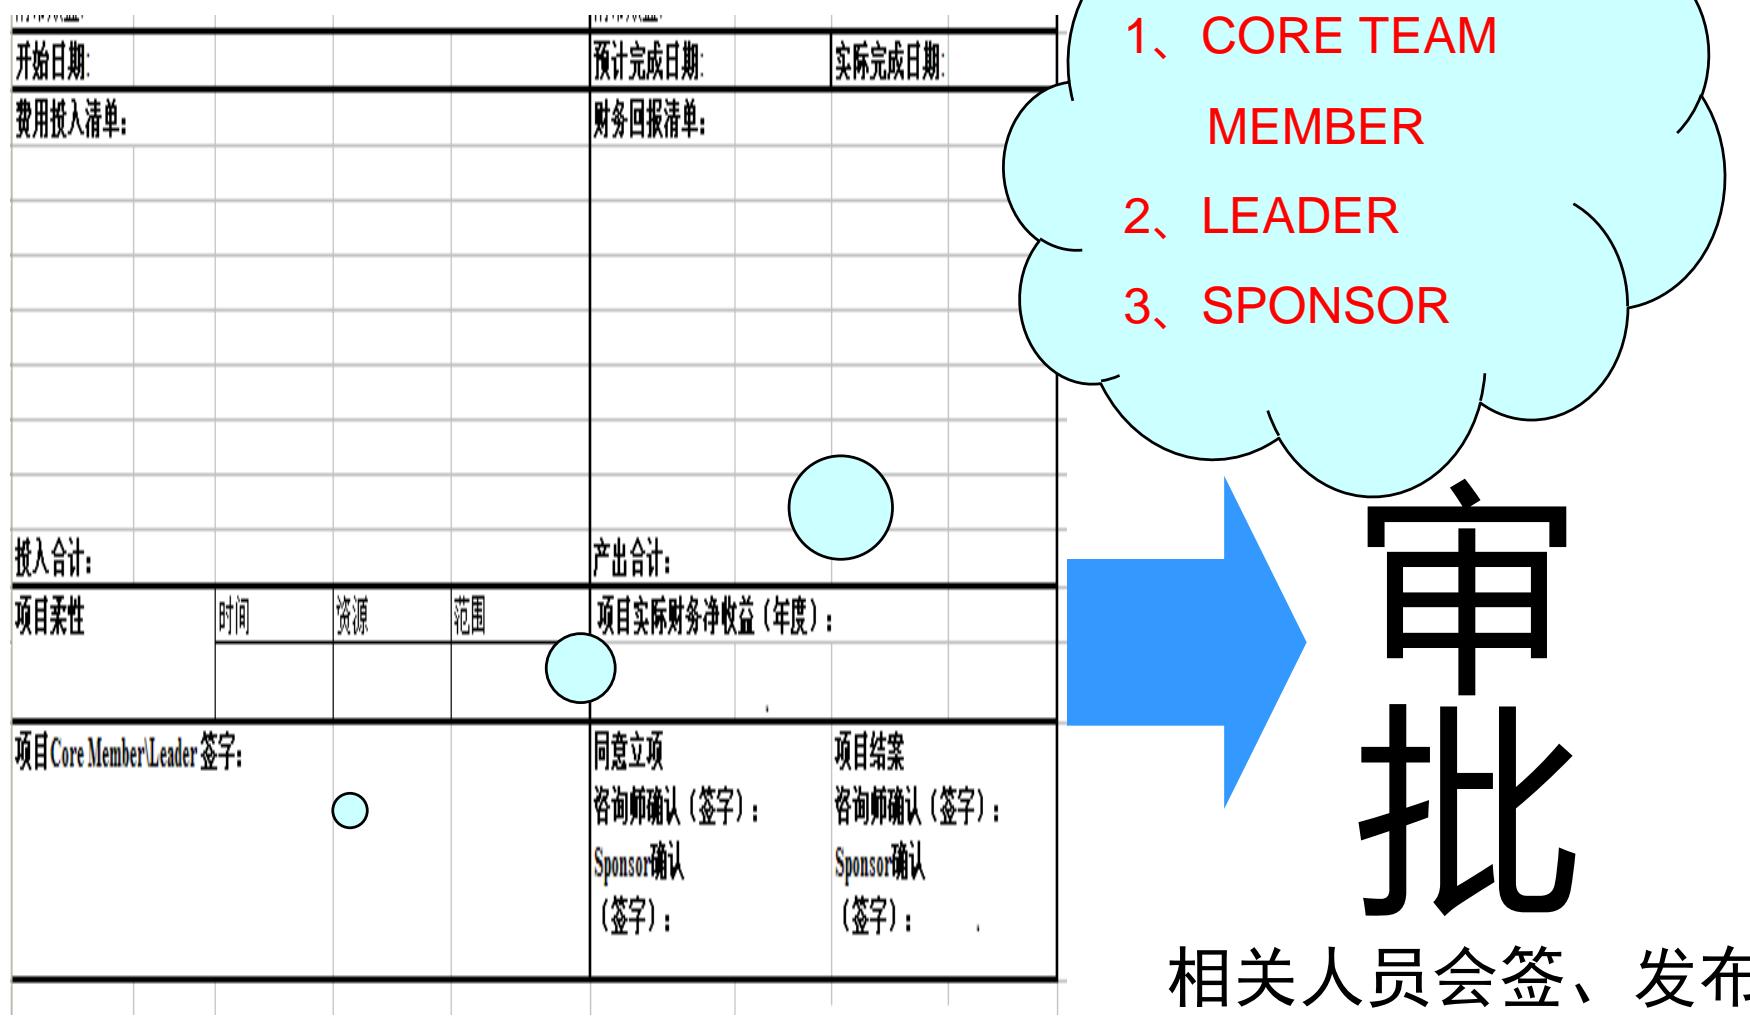 开始日期:
预计完成日期:
实际完成日期:
费用投入清单：
财务回报清单：
投入合计：
产出合计：
项目柔性
时间
资源
范围
项目实际财务净收益（年度）：
项目Core Member\Leader 签字：
同意立项
咨询师确认（签字）：
Sponsor确认
（签字）：
项目结案
咨询师确认（签字）：
Sponsor确认
（签字）：
1、CORE TEAM
MEMBER
2、LEADER
3、SPONSOR
审
批
相关人员会签、发布